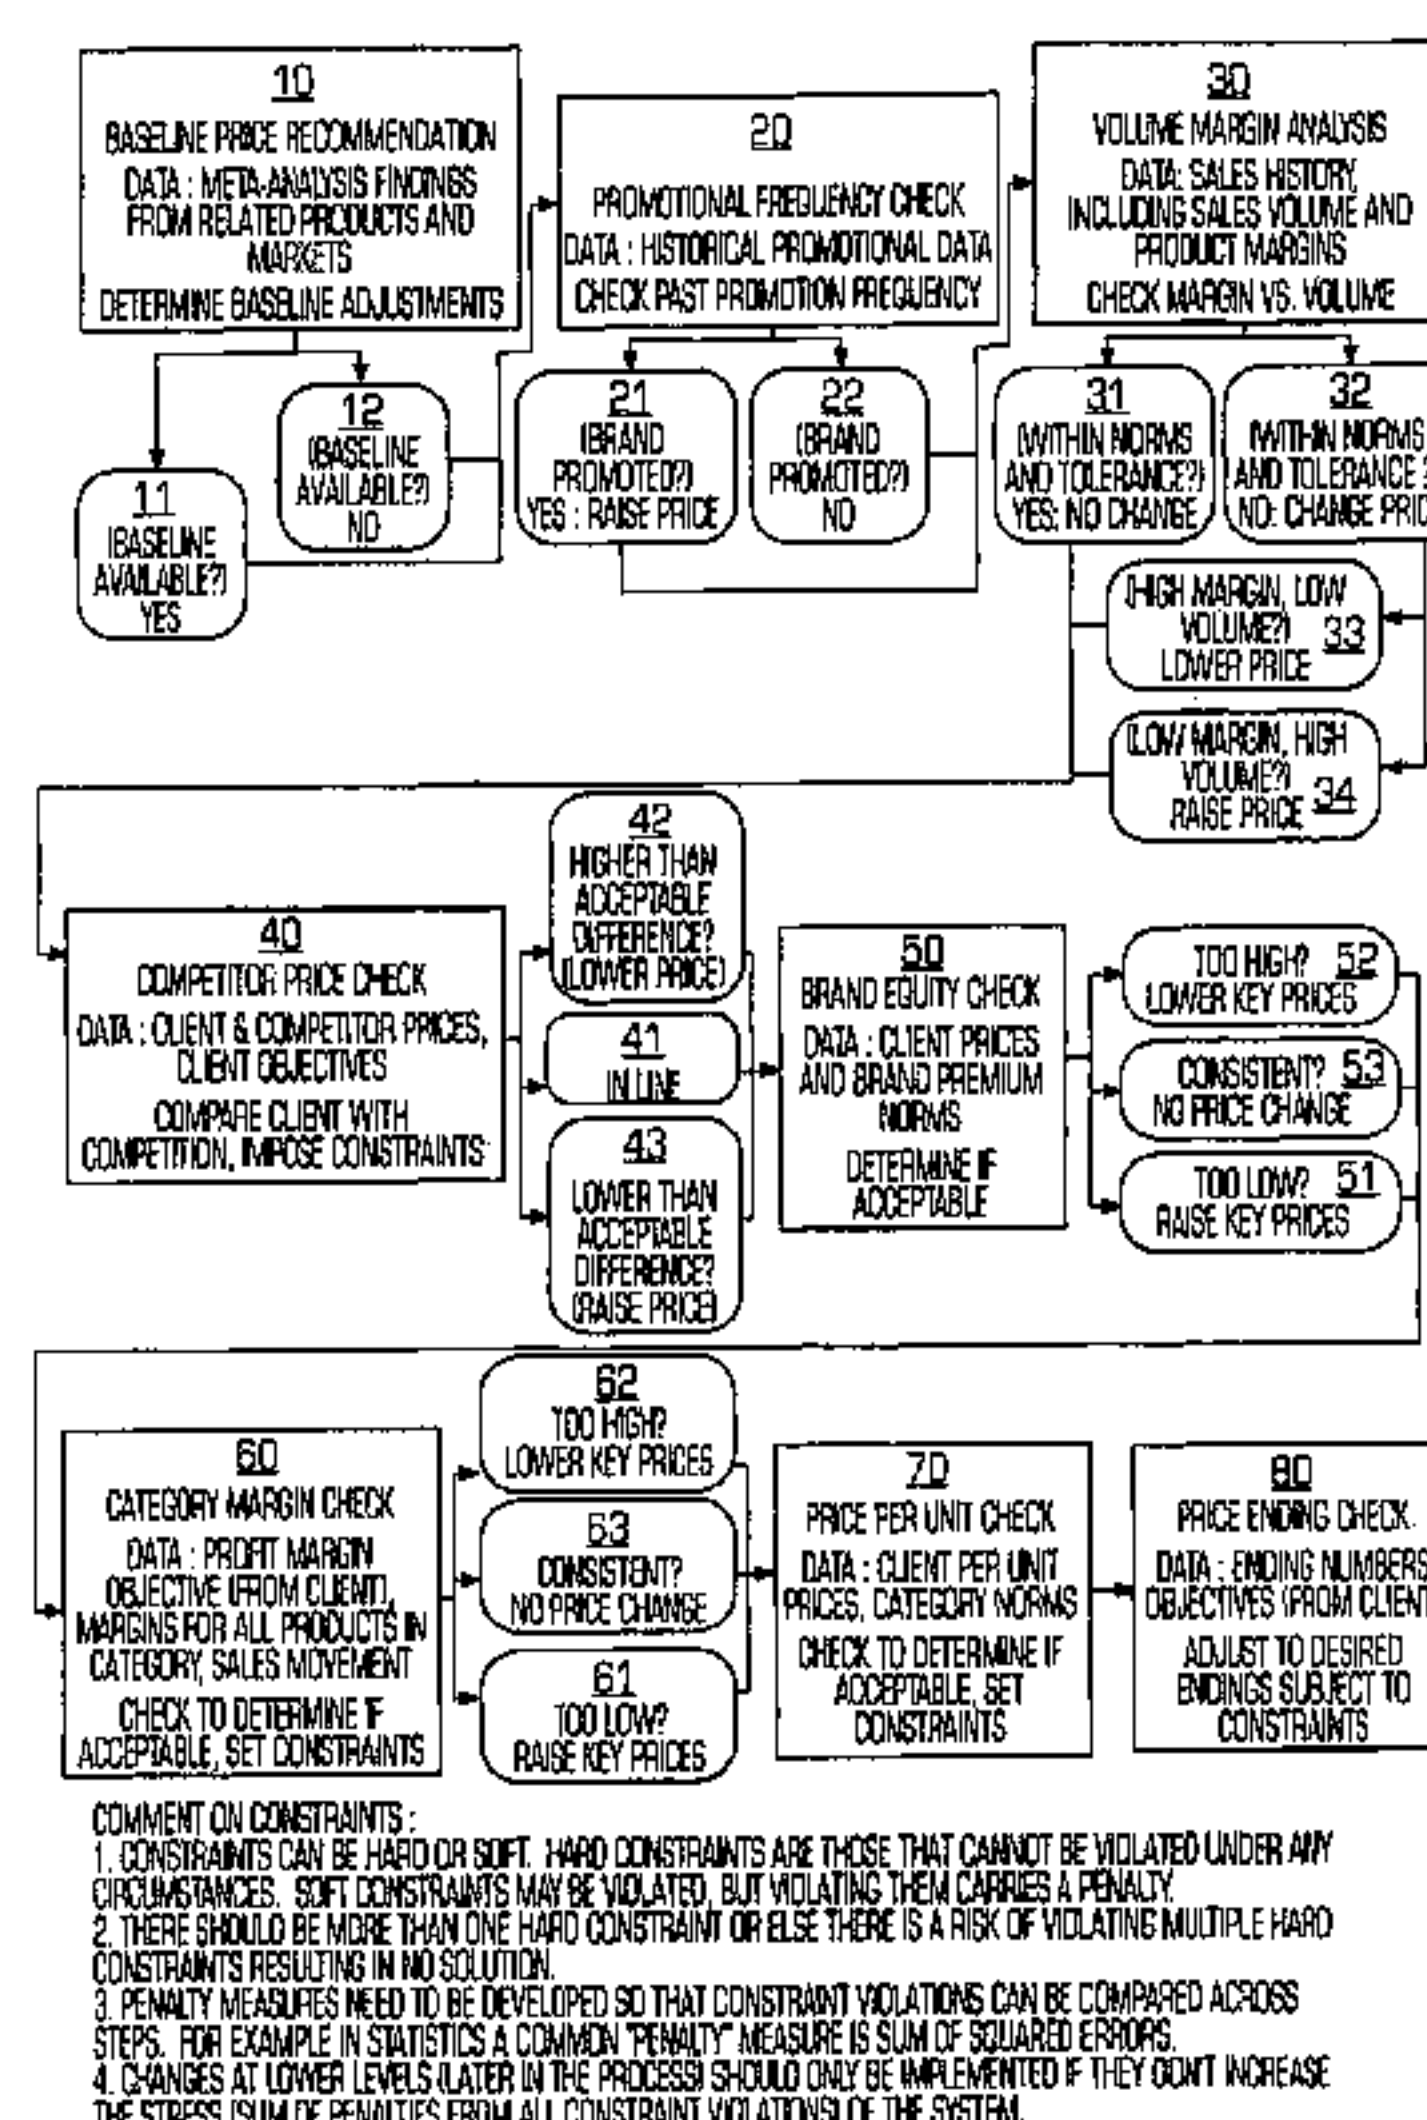 10
BASELINE PRICE RECOMMENDATION
DATA : META-ANALYSIS FINDINGS
FROM RELATED PRODUCTS AND
MARKETS
DETERMINE BASELINE ADJUSTMENTS
11
(BASELINE
AVAILABLE?)
YES
12
(BASELINE
AVAILABLE?)
NO
20
PROMOTIONAL FREQUENCY CHECK
DATA : HISTORICAL PROMOTIONAL DATA
CHECK PAST PROMOTION FREQUENCY
21
(BRAND
PROMOTED?)
YES : RAISE PRICE
22
(BRAND
PROMOTED?)
NO
30
VOLUME MARGIN ANALYSIS
DATA: SALES HISTORY,
INCLUDING SALES VOLUME AND
PRODUCT MARGINS
CHECK MARGIN VS. VOLUME
31
(WITHIN NORMS
AND TOLERANCE?)
YES: NO CHANGE
32
(WITHIN NORMS
AND TOLERANCE ?
NO: CHANGE PRIC
(HIGH MARGIN, LOW
VOLUME?) 33
LOWER PRICE
(LOW MARGIN, HIGH
VOLUME?)
RAISE PRICE 34
40
COMPETITOR PRICE CHECK
DATA : CLIENT & COMPETITOR PRICES,
CLIENT OBJECTIVES
COMPARE CLIENT WITH
COMPETITION, IMPOSE CONSTRAINTS
42
HIGHER THAN
ACCEPTABLE
DIFFERENCE?
(LOWER PRICE)
41
IN LINE
43
LOWER THAN
ACCEPTABLE
DIFFERENCE?
(RAISE PRICE)
50
BRAND EQUITY CHECK
DATA : CLIENT PRICES
AND BRAND PREMIUM
NORMS
DETERMINE IF
ACCEPTABLE
TOO HIGH? 52
LOWER KEY PRICES
CONSISTENT? 53
NO PRICE CHANGE
TOO LOW? 51
RAISE KEY PRICES
60
CATEGORY MARGIN CHECK
DATA : PROFIT MARGIN
OBJECTIVE (FROM CLIENT),
MARGINS FOR ALL PRODUCTS IN
CATEGORY, SALES MOVEMENT
CHECK TO DETERMINE IF
ACCEPTABLE, SET CONSTRAINTS
62
TOO HIGH?
LOWER KEY PRICES
63
CONSISTENT?
NO PRICE CHANGE
61
TOO LOW?
RAISE KEY PRICES
70
PRICE PER UNIT CHECK
DATA : CLIENT PER UNIT
PRICES, CATEGORY NORMS
CHECK TO DETERMINE IF
ACCEPTABLE, SET
CONSTRAINTS
80
PRICE ENDING CHECK.
DATA : ENDING NUMBERS
OBJECTIVES (FROM CLIENT
ADJUST TO DESIRED
ENDINGS SUBJECT TO
CONSTRAINTS
COMMENT ON CONSTRAINTS :
1. CONSTRAINTS CAN BE HARD OR SOFT. HARD CONSTRAINTS ARE THOSE THAT CANNOT BE VIOLATED UNDER ANY
CIRCUMSTANCES. SOFT CONSTRAINTS MAY BE VIOLATED, BUT VIOLATING THEM CARRIES A PENALTY.
2. THERE SHOULD BE MORE THAN ONE HARD CONSTRAINT OR ELSE THERE IS A RISK OF VIOLATING MULTIPLE HARD
CONSTRAINTS RESULTING IN NO SOLUTION.
3. PENALTY MEASURES NEED TO BE DEVELOPED SO THAT CONSTRAINT VIOLATIONS CAN BE COMPARED ACROSS
STEPS. FOR EXAMPLE IN STATISTICS A COMMON "PENALTY" MEASURE IS SUM OF SQUARED ERRORS.
4. CHANGES AT LOWER LEVELS (LATER IN THE PROCESS) SHOULD ONLY BE IMPLEMENTED IF THEY DON'T INCREASE
THE STRESS (SUM OF PENALTIES FROM ALL CONSTRAINT VIOLATIONS) OF THE SYSTEM.